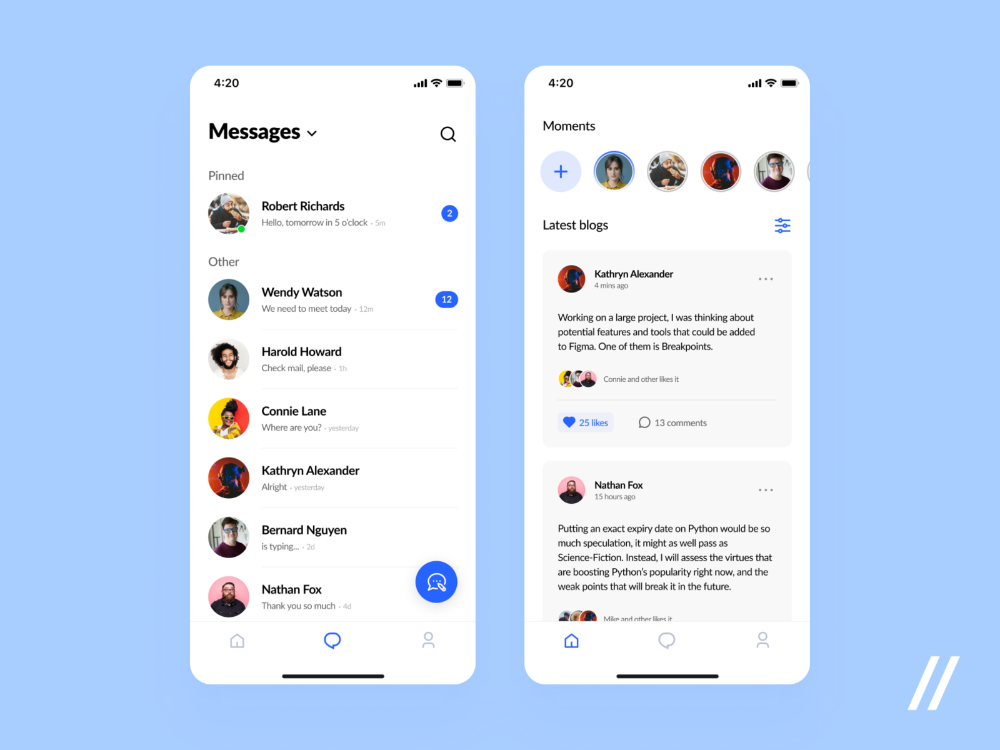 4:20
Messages
Pinned
Robert Richards
Hello, tomorrow in 5 o'clock - 5m
2
Other
Wendy Watson
We need to meet today - 12m
12
Harold Howard
Check mail, please - 1h
Connie Lane
Where are you? - yesterday
Kathryn Alexander
Alright - yesterday
Bernard Nguyen
is typing... - 2d
Nathan Fox
Thank you so much - 4d
4:20
Moments
Latest blogs
Kathryn Alexander
4 mins ago
Working on a large project, I was thinking about
potential features and tools that could be added
to Figma. One of them is Breakpoints.
Connie and other likes it
25 likes
13 comments
Nathan Fox
15 hours ago
Putting an exact expiry date on Python would be so
much speculation, it might as well pass as
Science-Fiction. Instead, I will assess the virtues that
are boosting Python's popularity right now, and the
weak points that will break it in the future.
Mike and other likes it